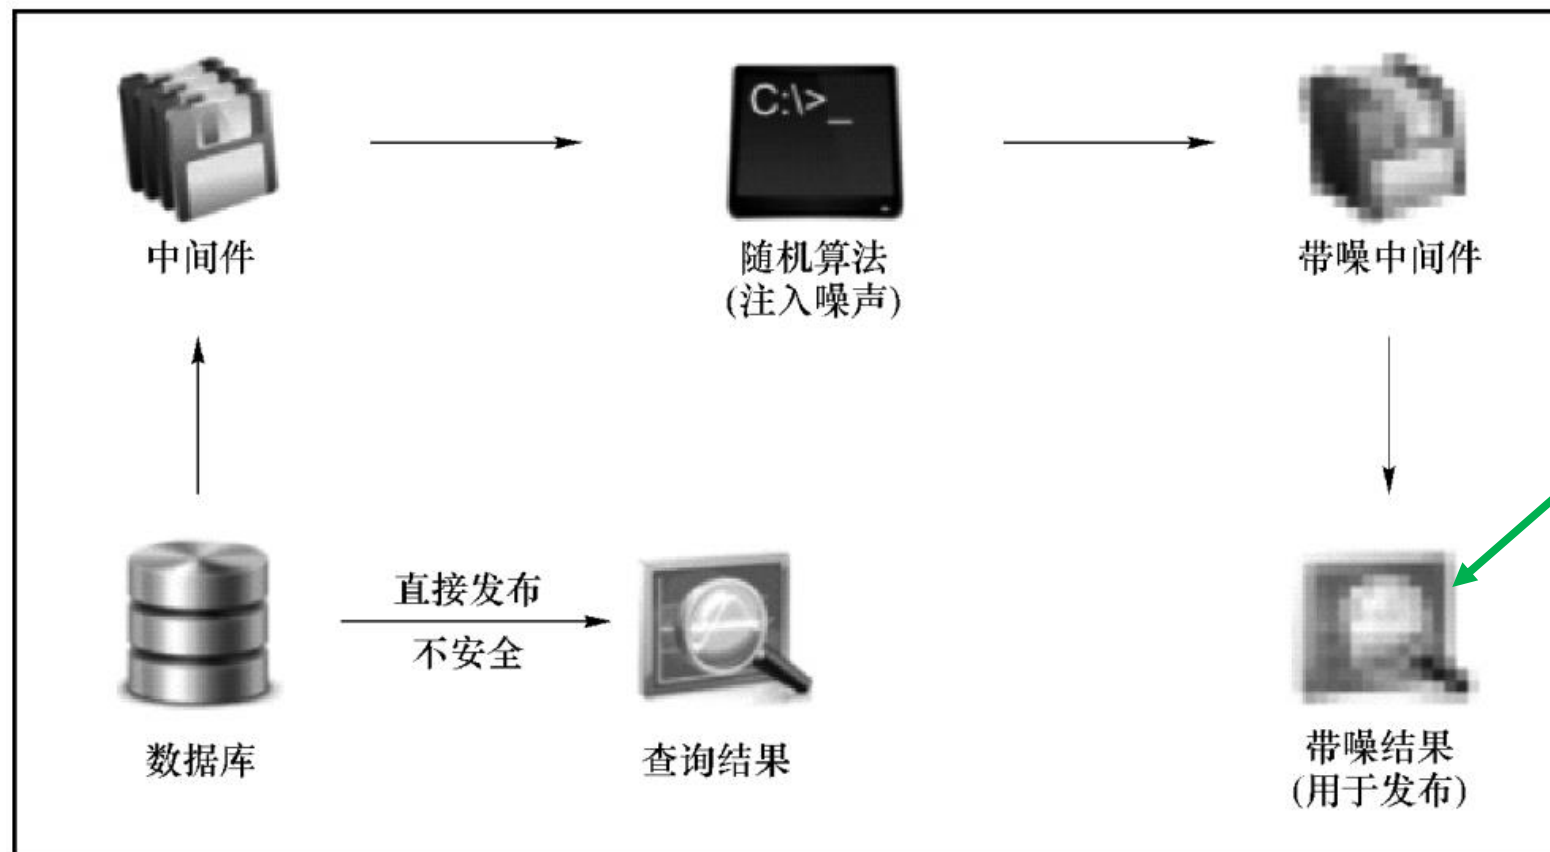 C:\>_
中间件
随机算法
(注入噪声)
带噪中间件
直接发布
不安全
数据库
查询结果
带噪结果
(用于发布)